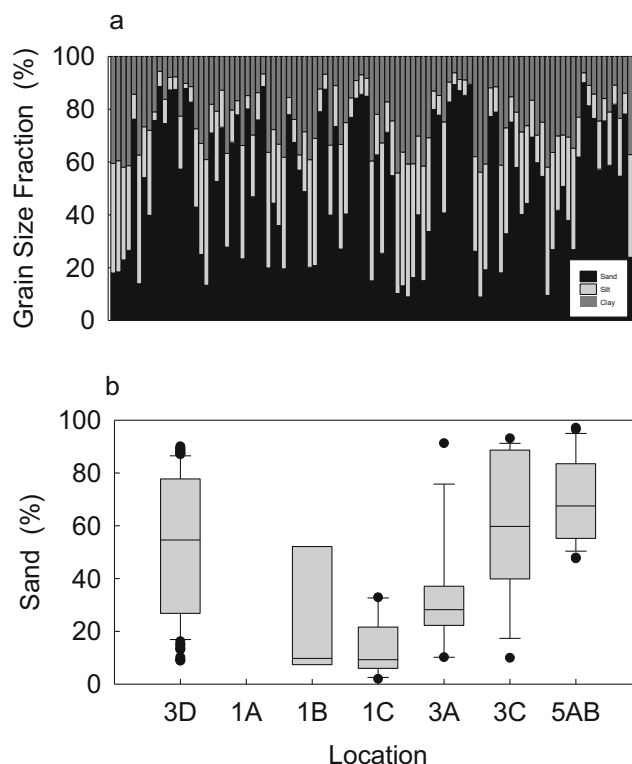 a
Grain Size Fraction (%)
100
80
60
40
20
0
Sand
Silt
Clay
b
Sand (%)
100
80
60
40
20
0
3D 1A 1B 1C 3A 3C 5AB
Location